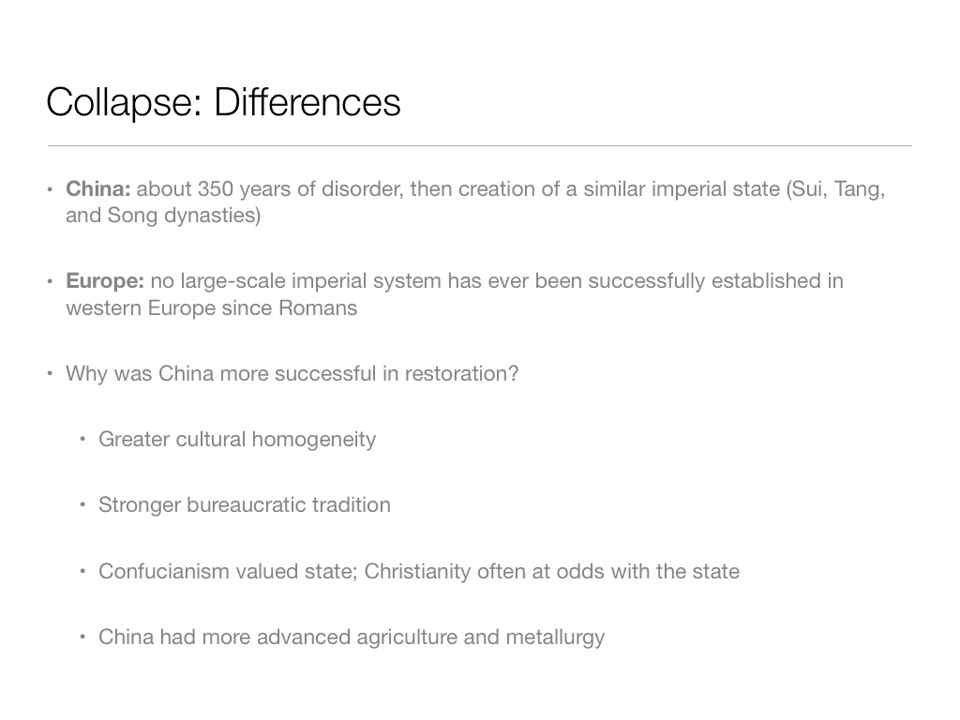 Collapse: Differences
• China: about 350 years of disorder, then creation of a similar imperial state (Sui, Tang,
and Song dynasties)
• Europe: no large-scale imperial system has ever been successfully established in
western Europe since Romans
• Why was China more successful in restoration?
• Greater cultural homogeneity
• Stronger bureaucratic tradition
• Confucianism valued state; Christianity often at odds with the state
• China had more advanced agriculture and metallurgy